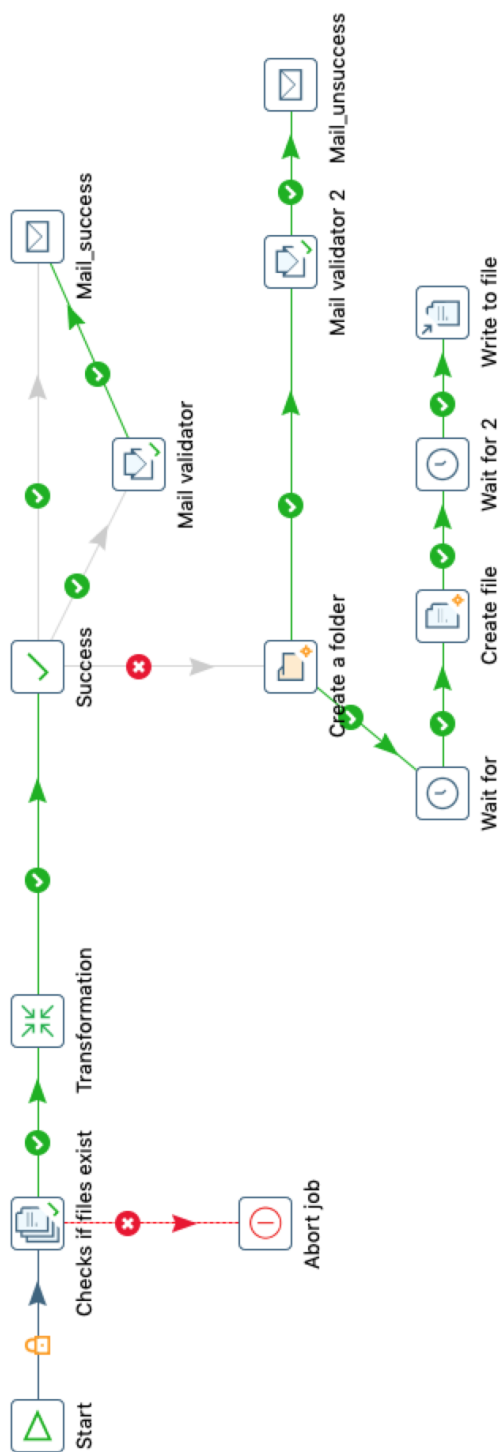 Start
Checks if files exist
Transformation
Success
Mail validator
Mail_success
Abort job
Create a folder
Mail validator 2
Mail_unsuccess
Wait for
Create file
Wait for 2
Write to file